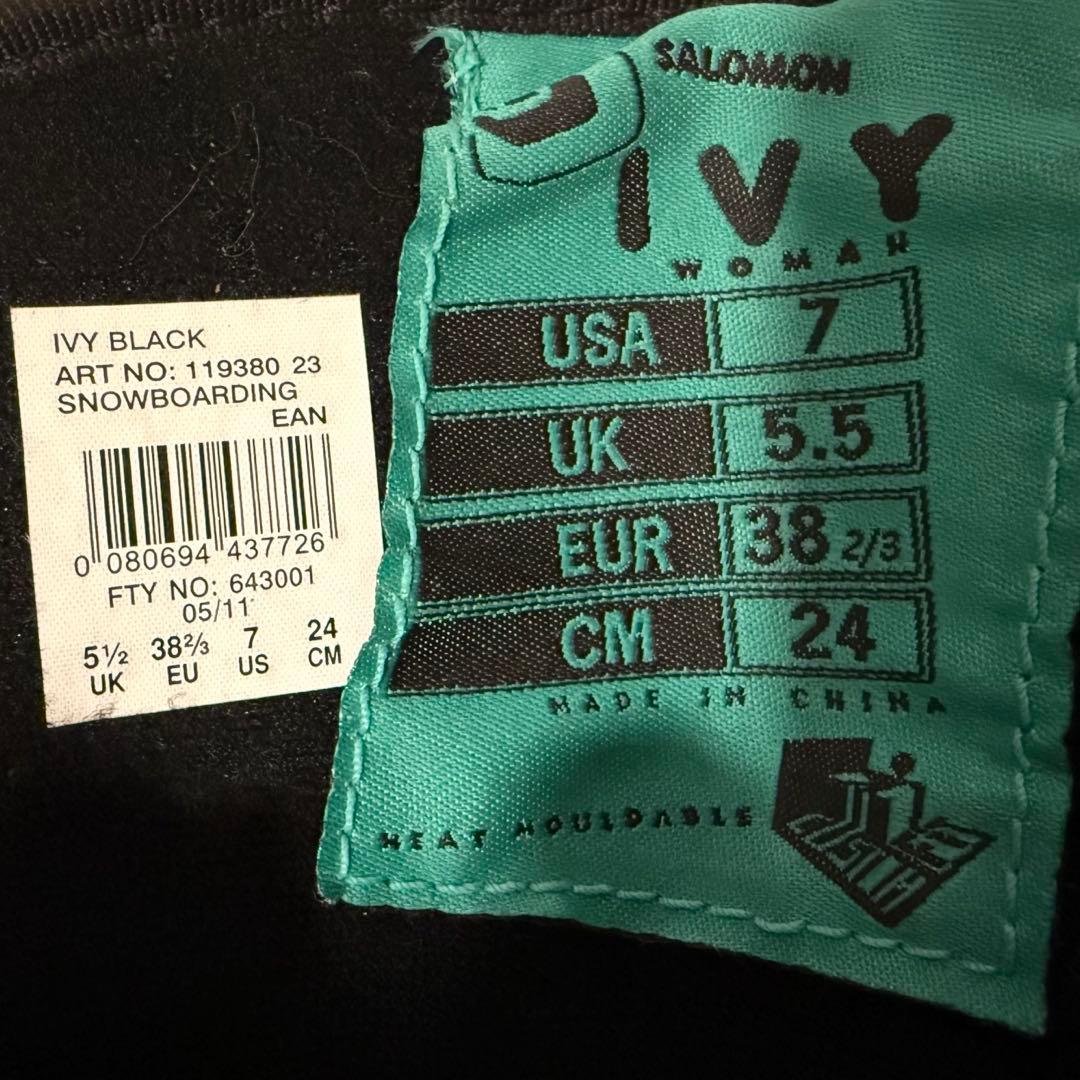 IVY BLACK
ART NO: 119380 23
SNOWBOARDING
EAN
0 080694 437726
FTY NO: 643001
05/11
5½ 38⅔ 7 24
UK EU US CM
SALOMON
IVY
WOMAN
USA 7
UK 5.5
EUR 38 2/3
CM 24
MADE IN CHINA
HEAT MOULDABLE